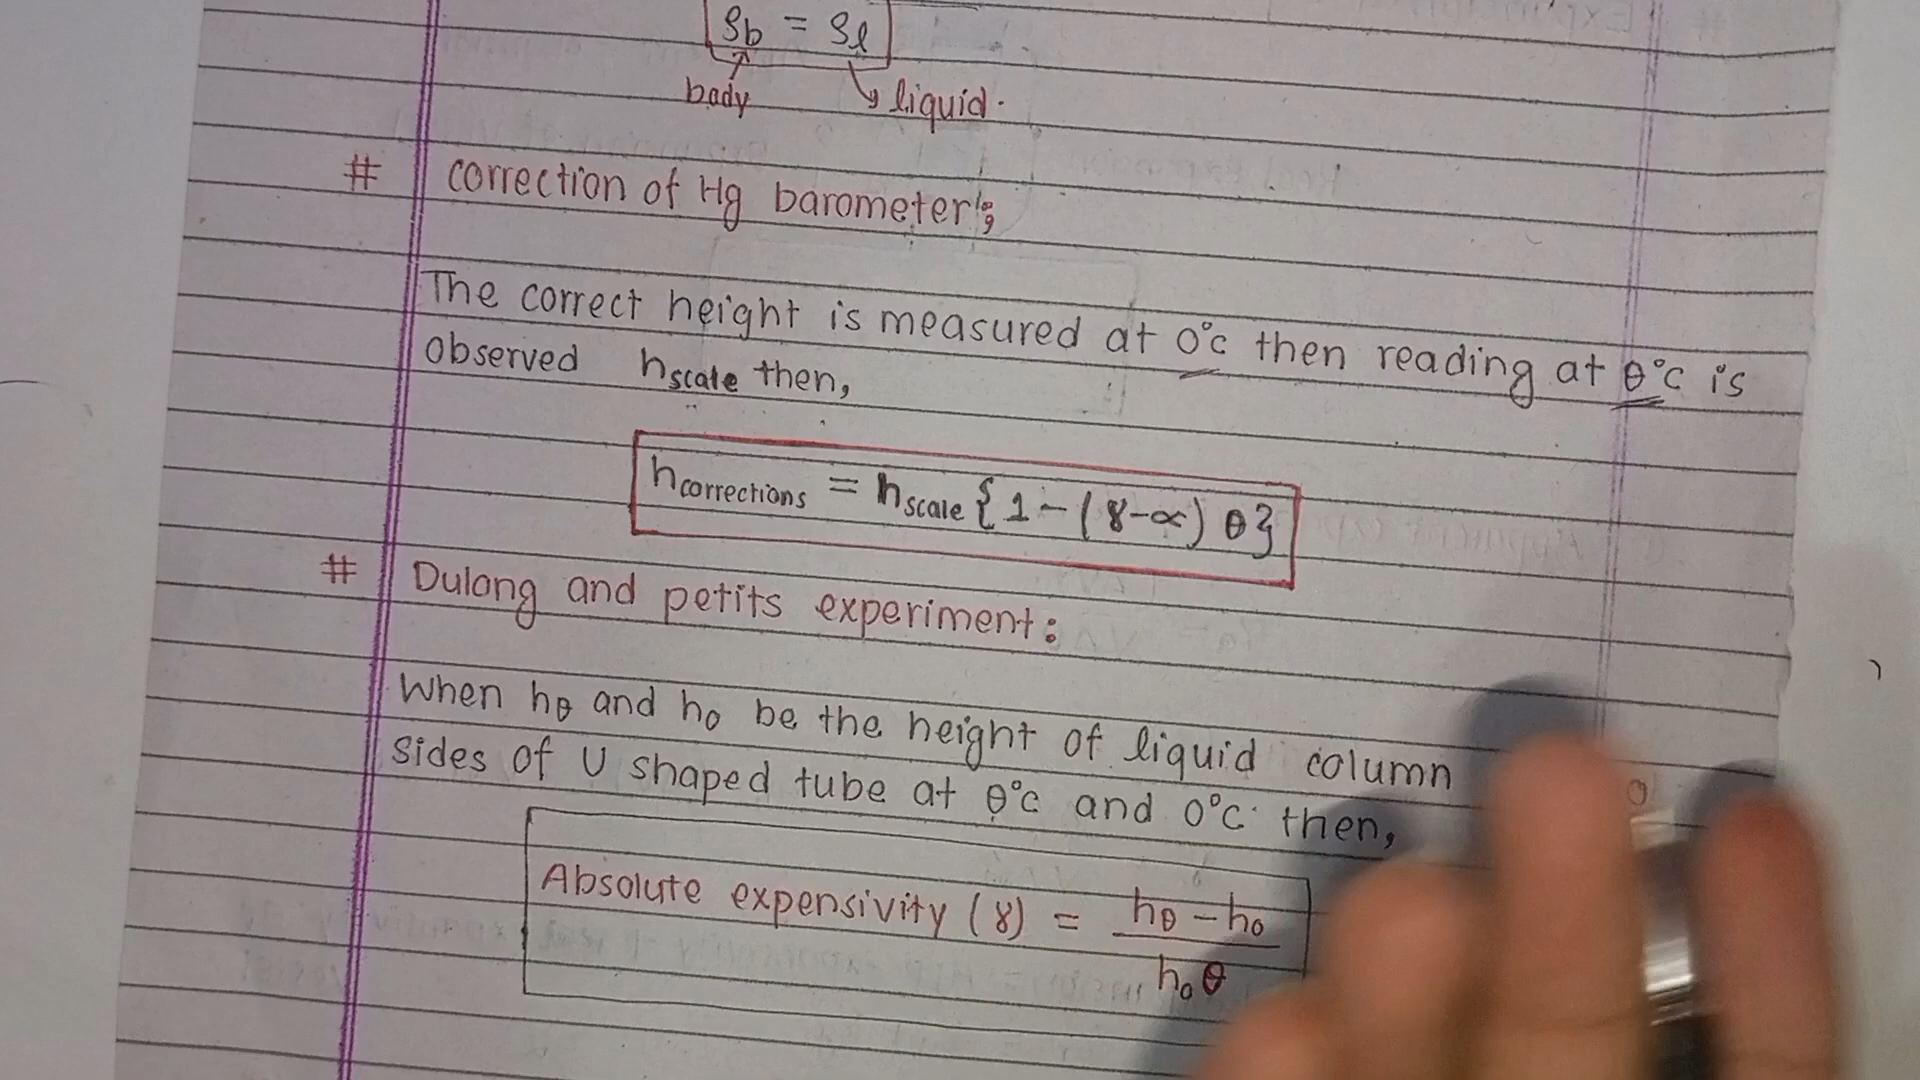 ρb = ρl
body liquid.
# correction of Hg barometer:
The correct height is measured at 0°c then reading at θ°c is
observed hscale then,
hcorrections = hscale {1-(γ-α) θ}
# Dulong and petits experiment:
When hθ and h0 be the height of liquid column
sides of U shaped tube at θ°c and 0°c then,
Absolute expensivity (γ) = hθ - h0
h0 θ